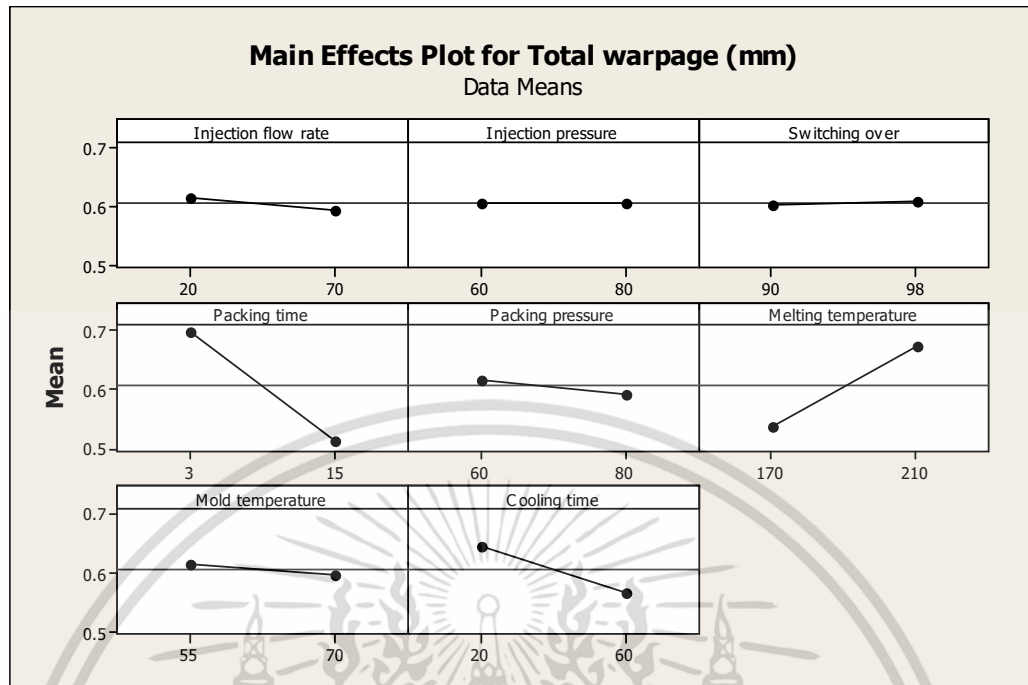 Main Effects Plot for Total warpage (mm)
Data Means
Injection flow rate Injection pressure Switching over
0.7
0.6
0.5
20 70 60 80 90 98
Packing time Packing pressure Melting temperature
0.7
0.6
0.5
3 15 60 80 170 210
Mold temperature Cooling time
0.7
0.6
0.5
55 70 20 60
Mean